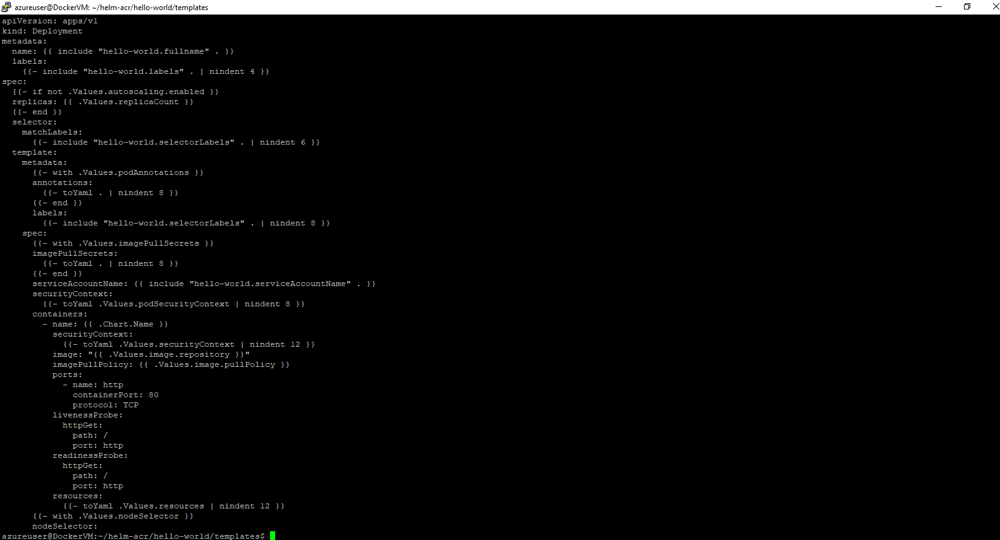 azureuser@DockerVM: ~/helm-acr/hello-world/templates
apiVersion: apps/v1
kind: Deployment
metadata:
  name: {{ include "hello-world.fullname" . }}
  labels:
    {{- include "hello-world.labels" . | nindent 4 }}
spec:
  {{- if not .Values.autoscaling.enabled }}
  replicas: {{ .Values.replicaCount }}
  {{- end }}
  selector:
    matchLabels:
      {{- include "hello-world.selectorLabels" . | nindent 6 }}
  template:
    metadata:
      {{- with .Values.podAnnotations }}
      annotations:
        {{- toYaml . | nindent 8 }}
      {{- end }}
      labels:
        {{- include "hello-world.selectorLabels" . | nindent 8 }}
    spec:
      {{- with .Values.imagePullSecrets }}
      imagePullSecrets:
        {{- toYaml . | nindent 8 }}
      {{- end }}
      serviceAccountName: {{ include "hello-world.serviceAccountName" . }}
      securityContext:
        {{- toYaml .Values.podSecurityContext | nindent 8 }}
      containers:
        - name: {{ .Chart.Name }}
          securityContext:
            {{- toYaml .Values.securityContext | nindent 12 }}
          image: "{{ .Values.image.repository }}"
          imagePullPolicy: {{ .Values.image.pullPolicy }}
          ports:
            - name: http
              containerPort: 80
              protocol: TCP
          livenessProbe:
            httpGet:
              path: /
              port: http
          readinessProbe:
            httpGet:
              path: /
              port: http
          resources:
            {{- toYaml .Values.resources | nindent 12 }}
      {{- with .Values.nodeSelector }}
      nodeSelector:
azureuser@DockerVM:~/helm-acr/hello-world/templates$